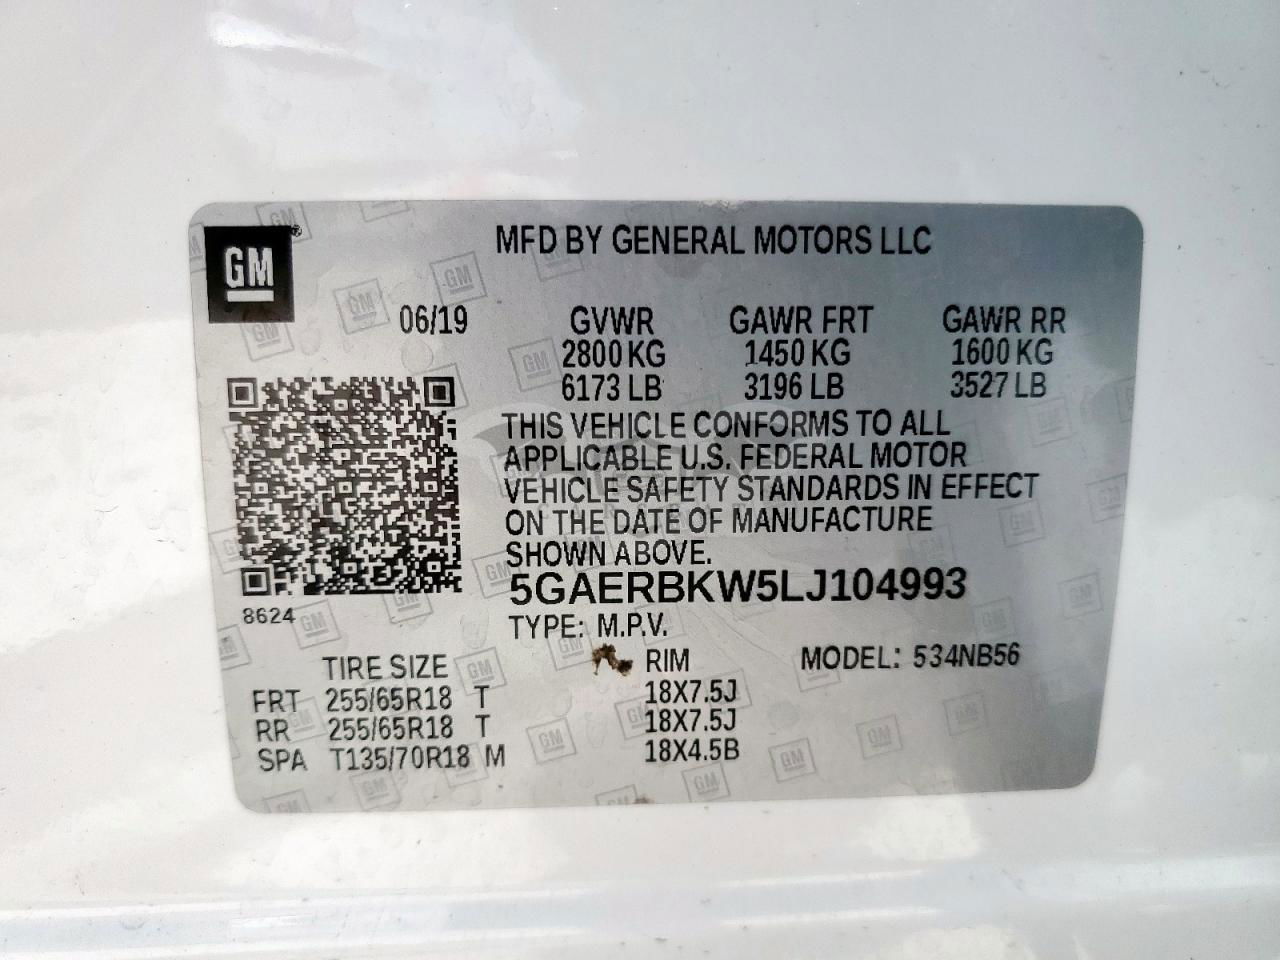 GM
MFD BY GENERAL MOTORS LLC
06/19 GVWR GAWR FRT GAWR RR
2800 KG 1450 KG 1600 KG
6173 LB 3196 LB 3527 LB
THIS VEHICLE CONFORMS TO ALL
APPLICABLE U.S. FEDERAL MOTOR
VEHICLE SAFETY STANDARDS IN EFFECT
ON THE DATE OF MANUFACTURE
SHOWN ABOVE.
5GAERBKW5LJ104993
8624
TYPE: M.P.V.
TIRE SIZE RIM MODEL: 534NB56
FRT 255/65R18 T 18X7.5J
RR 255/65R18 T 18X7.5J
SPA T135/70R18 M 18X4.5B